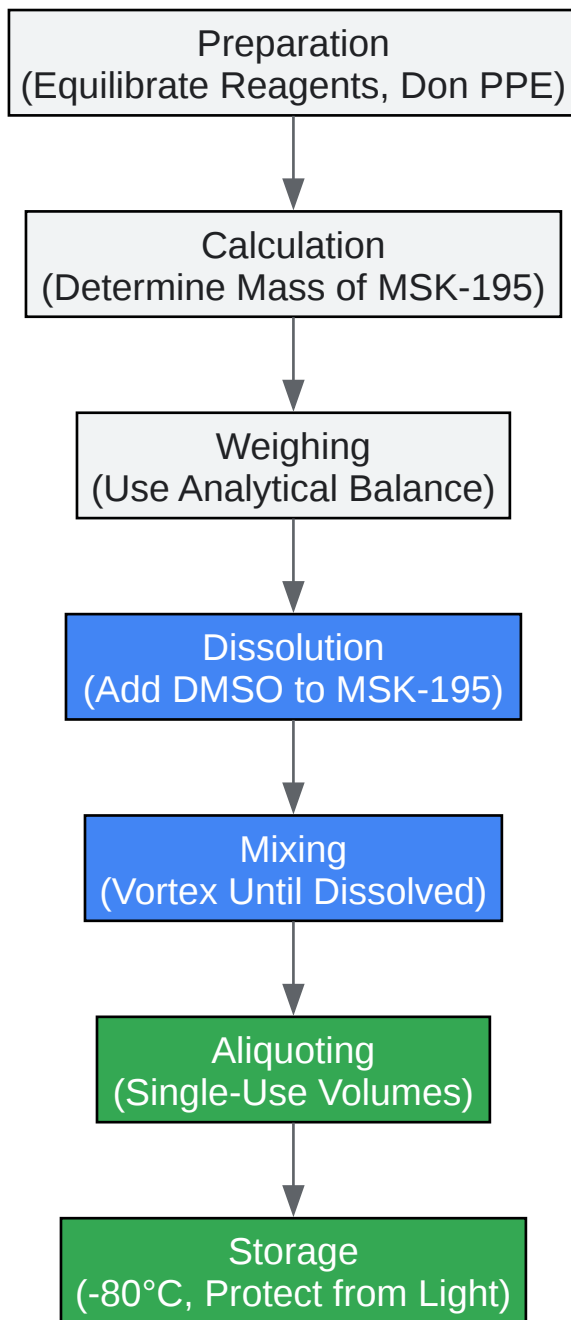 Preparation
(Equilibrate Reagents, Don PPE)
Calculation
(Determine Mass of MSK-195)
Weighing
(Use Analytical Balance)
Dissolution
(Add DMSO to MSK-195)
Mixing
(Vortex Until Dissolved)
Aliquoting
(Single-Use Volumes)
Storage
(-80°C, Protect from Light)